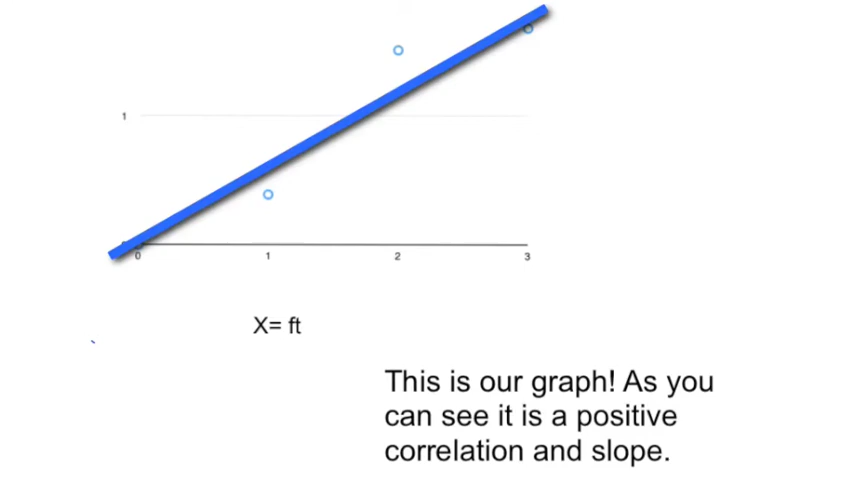 1
0 1 2 3
X= ft
This is our graph! As you
can see it is a positive
correlation and slope.